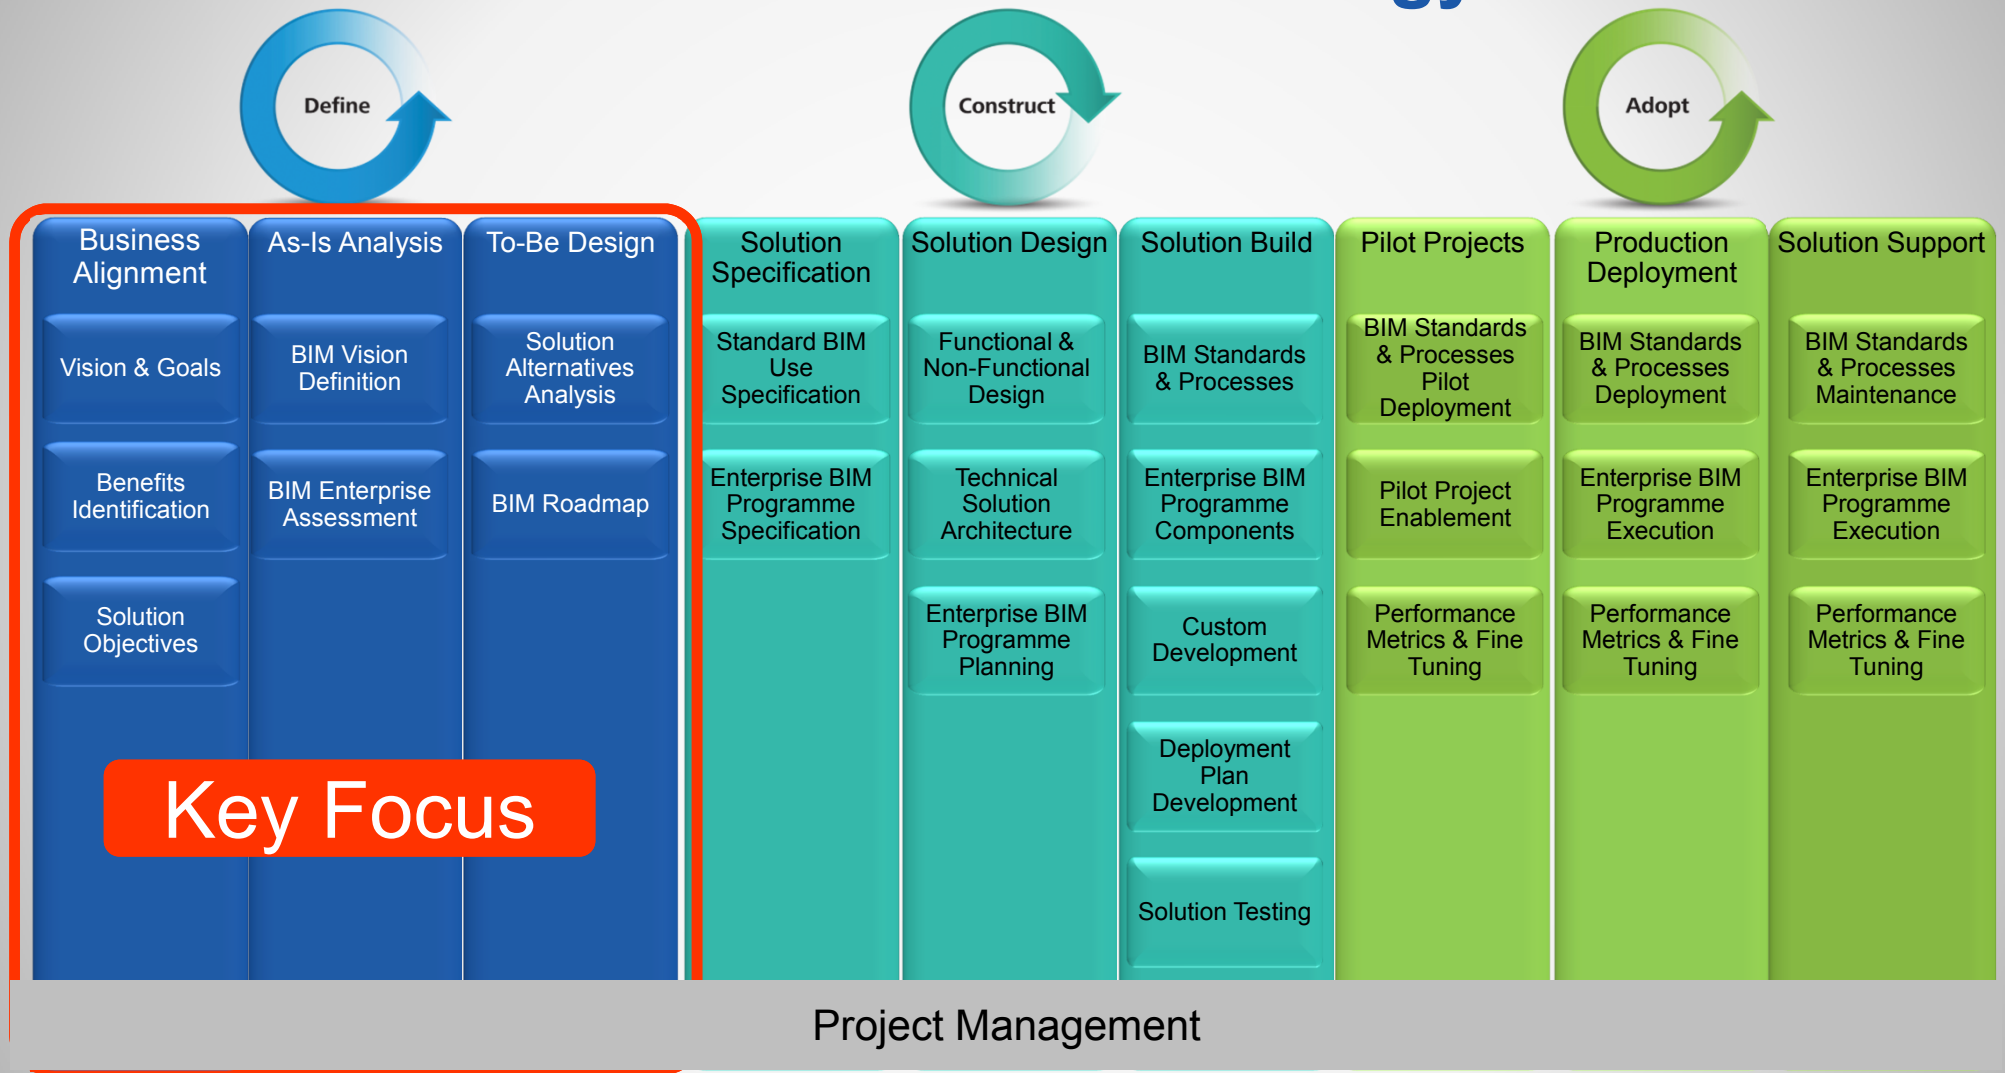 Define
Construct
Adopt
Business
Alignment
Vision & Goals
Benefits
Identification
Solution
Objectives
As-Is Analysis
BIM Vision
Definition
BIM Enterprise
Assessment
To-Be Design
Solution
Alternatives
Analysis
BIM Roadmap
Key Focus
Solution
Specification
Standard BIM
Use
Specification
Enterprise BIM
Programme
Specification
Solution Design
Functional &
Non-Functional
Design
Technical
Solution
Architecture
Enterprise BIM
Programme
Planning
Solution Build
BIM Standards
& Processes
Enterprise BIM
Programme
Components
Custom
Development
Deployment
Plan
Development
Solution Testing
Pilot Projects
BIM Standards
& Processes
Pilot
Deployment
Pilot Project
Enablement
Performance
Metrics & Fine
Tuning
Production
Deployment
BIM Standards
& Processes
Deployment
Enterprise BIM
Programme
Execution
Performance
Metrics & Fine
Tuning
Solution Support
BIM Standards
& Processes
Maintenance
Enterprise BIM
Programme
Execution
Performance
Metrics & Fine
Tuning
Project Management